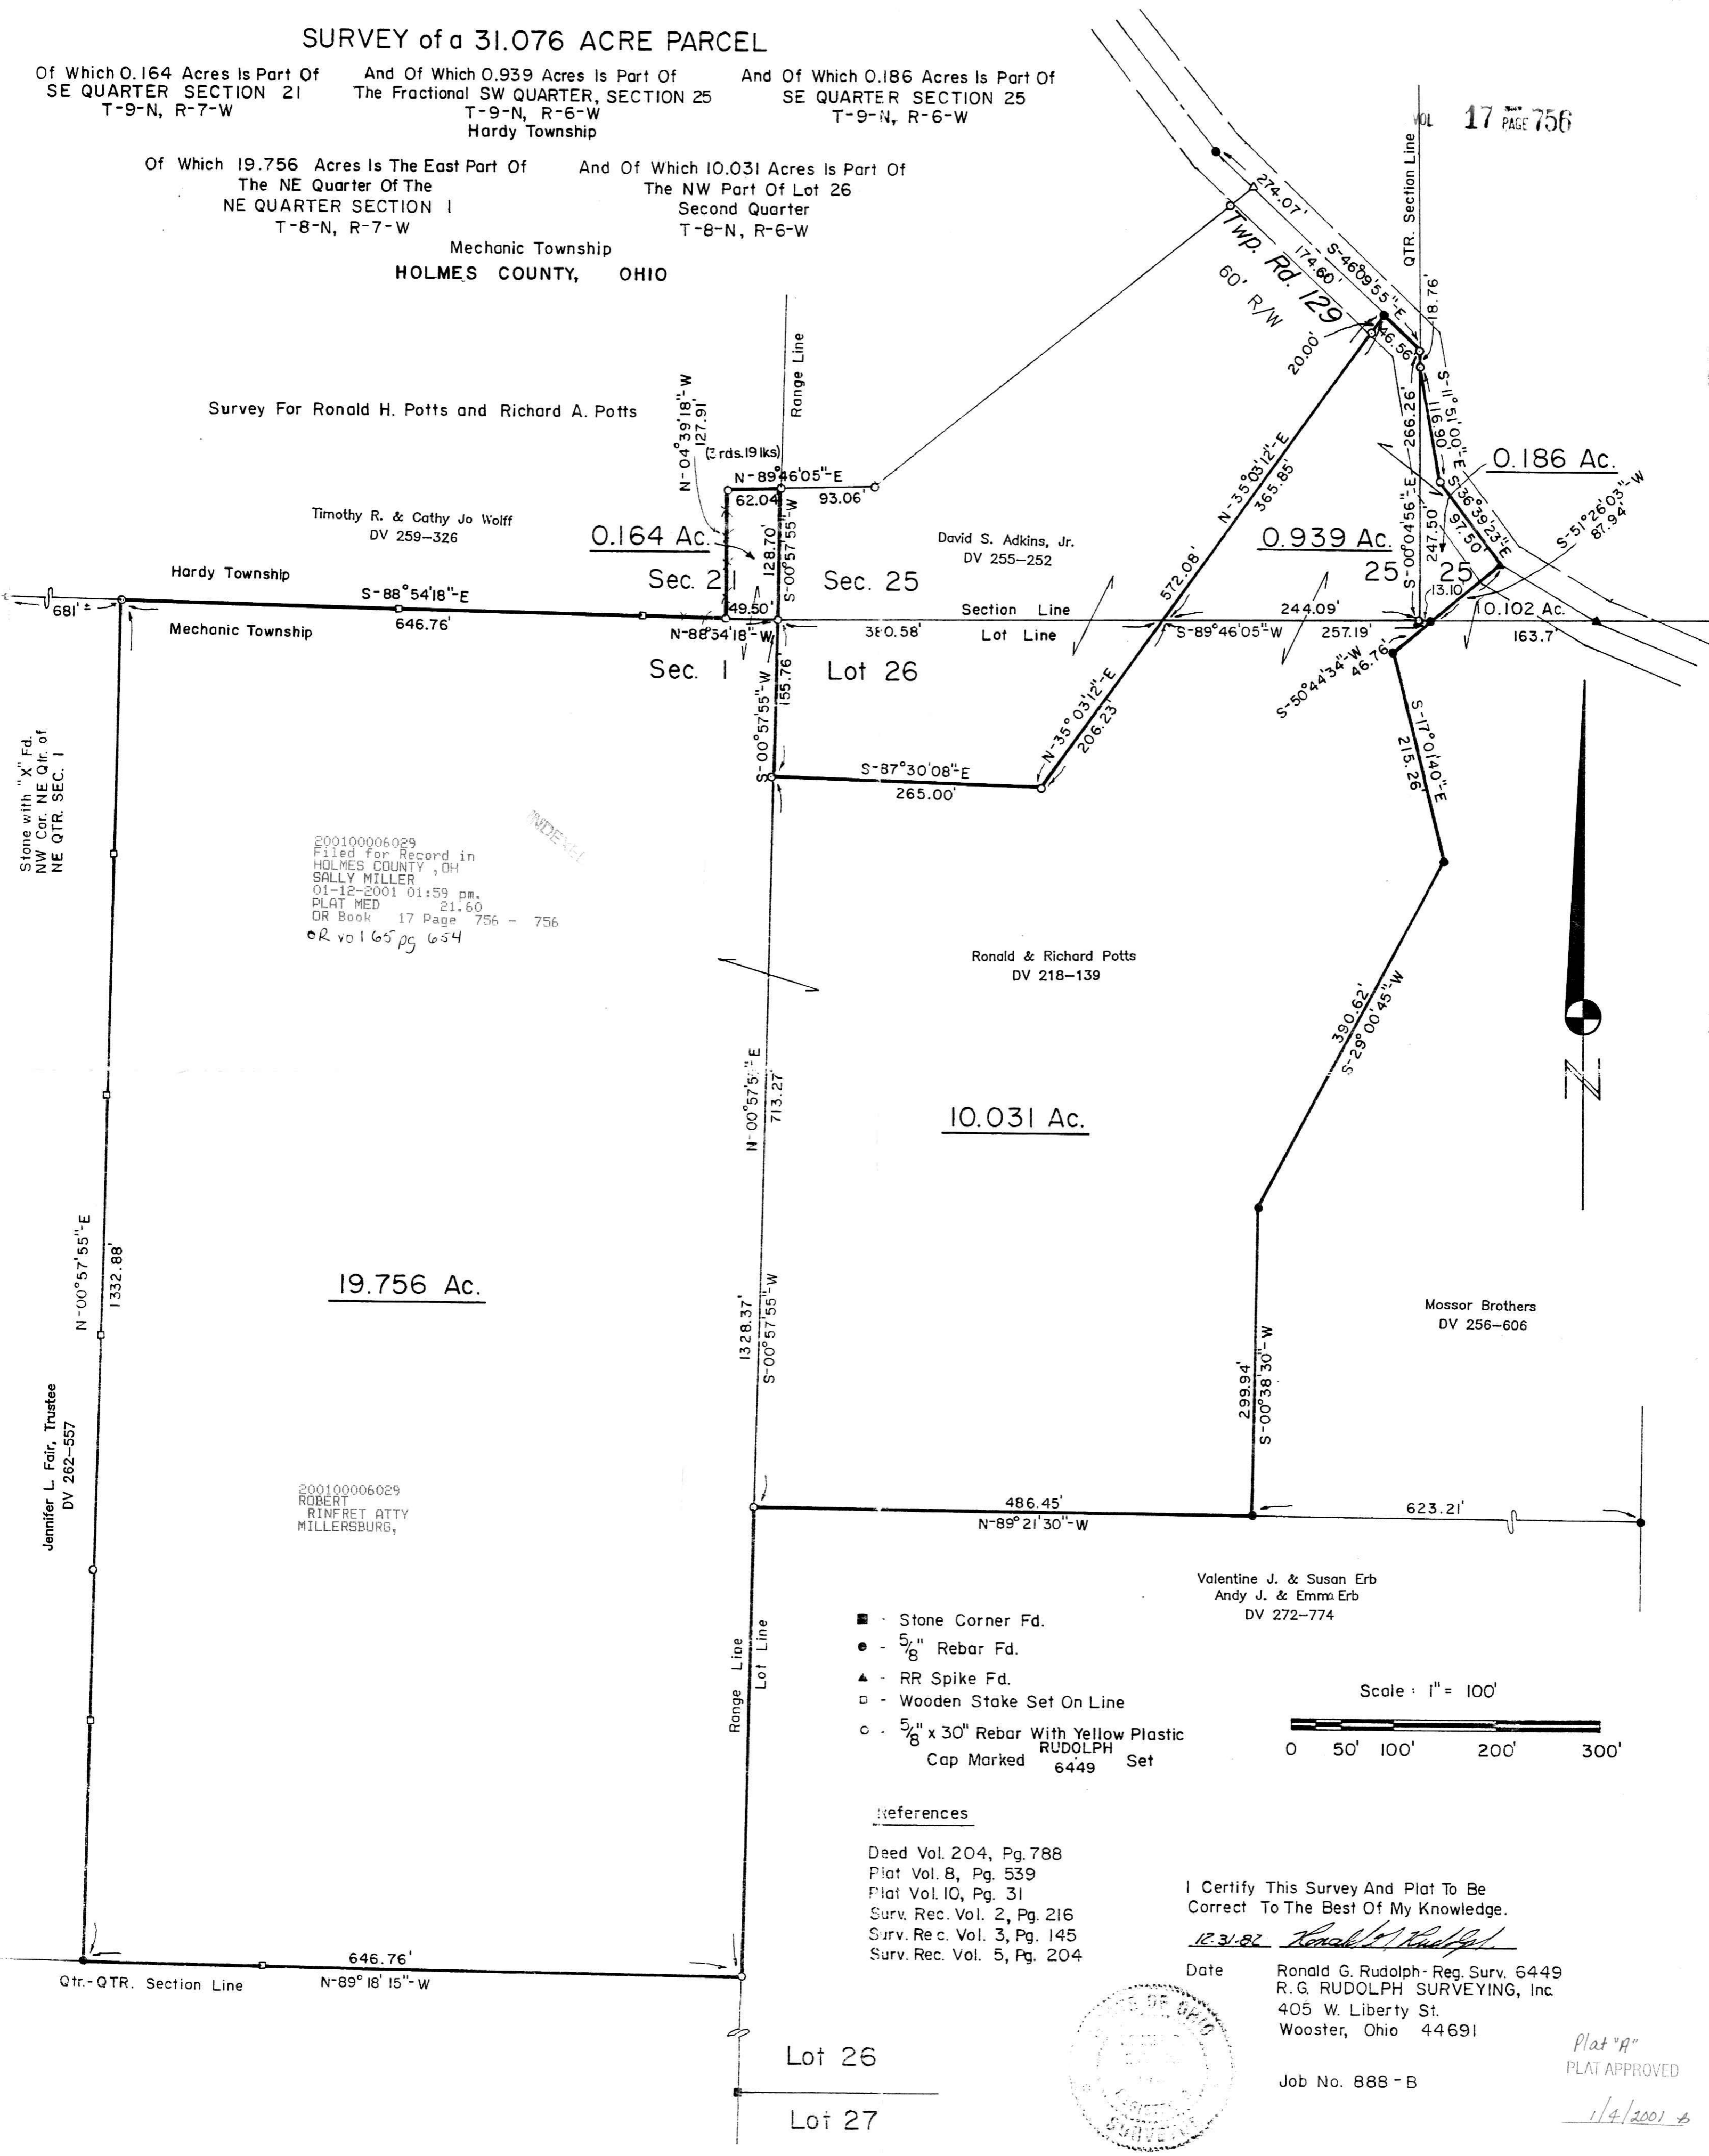 SURVEY of a 31.076 ACRE PARCEL
Of Which 0.164 Acres Is Part Of
SE QUARTER SECTION 21
T-9-N, R-7-W
And Of Which 0.939 Acres Is Part Of
The Fractional SW QUARTER, SECTION 25
T-9-N, R-6-W
Hardy Township
And Of Which 0.186 Acres Is Part Of
SE QUARTER SECTION 25
T-9-N, R-6-W
Of Which 19.756 Acres Is The East Part Of
The NE Quarter Of The
NE QUARTER SECTION 1
T-8-N, R-7-W
And Of Which 10.031 Acres Is Part Of
The NW Part Of Lot 26
Second Quarter
T-8-N, R-6-W
Mechanic Township
HOLMES COUNTY, OHIO
VOL 17 PAGE 756
QTR. Section Line
274.07'
Twp. Rd. 129
60' R/W
174.60'
S-46°09'55"-E
18.76'
20.00'
46.56'
Range Line
Survey For Ronald H. Potts and Richard A. Potts
N-04°39'18"-W
127.91'
(3 rds.19 lks)
N-89°46'05"-E
62.04'
93.06'
S-11°51'00"-E
116.90'
266.26'
S-00°04'56"-E
247.50'
0.186 Ac.
S-36°39'23"E
97.50'
S-51°26'03"-W
87.94'
N-35°03'12"-E
365.85'
572.08'
Timothy R. & Cathy Jo Wolff
DV 259-326
0.164 Ac.
128.70'
S-00°57'55"-W
David S. Adkins, Jr.
DV 255-252
0.939 Ac.
25
25
Hardy Township
S-88°54'18"-E
Sec. 21
Sec. 25
681' ±
646.76'
Mechanic Township
49.50'
N-88°54'18"-W
380.58'
Section Line
Lot Line
244.09'
S-89°46'05"-W
257.19'
13.10'
10.102 Ac.
163.7'
Sec. 1
Lot 26
S-00°57'55"-W
155.76'
S-50°44'34"-W
46.76'
N-35°03'12"-E
206.23'
S-17°01'40"-E
215.26'
S-87°30'08"-E
265.00'
Stone with "X" Fd.
NW Cor. NE Qtr. of
NE QTR. SEC. 1
INDEXED
200100006029
Filed for Record in
HOLMES COUNTY , OH
SALLY MILLER
01-12-2001 01:59 pm.
PLAT MED 21.60
OR Book 17 Page 756 - 756
OR vol 65 pg 654
Ronald & Richard Potts
DV 218-139
390.62'
S-29°00'45"-W
N
N-00°57'55"-E
713.27'
10.031 Ac.
N-00°57'55"-E
1332.88'
19.756 Ac.
1328.37'
S-00°57'55"-W
Mossor Brothers
DV 256-606
299.94'
S-00°38'30"-W
Jennifer L. Fair, Trustee
DV 262-557
200100006029
ROBERT
RINFRET ATTY
MILLERSBURG,
486.45'
N-89°21'30"-W
623.21'
Valentine J. & Susan Erb
Andy J. & Emma Erb
DV 272-774
Range Line
Lot Line
- Stone Corner Fd.
- 5/8" Rebar Fd.
- RR Spike Fd.
- Wooden Stake Set On Line
- 5/8" x 30" Rebar With Yellow Plastic
Cap Marked RUDOLPH 6449 Set
Scale : 1" = 100'
0 50' 100' 200' 300'
References
Deed Vol. 204, Pg. 788
Plat Vol. 8, Pg. 539
Plat Vol. 10, Pg. 31
Surv. Rec. Vol. 2, Pg. 216
Surv. Rec. Vol. 3, Pg. 145
Surv. Rec. Vol. 5, Pg. 204
I Certify This Survey And Plat To Be
Correct To The Best Of My Knowledge.
12-31-82 Ronald G. Rudolph
Date
Ronald G. Rudolph - Reg. Surv. 6449
R.G. RUDOLPH SURVEYING, Inc.
405 W. Liberty St.
Wooster, Ohio 44691
Job No. 888-B
646.76'
Qtr.-QTR. Section Line
N-89°18'15"-W
Lot 26
Lot 27
STATE OF OHIO
SURVEYOR
Plat "A"
PLAT APPROVED
1/4/2001